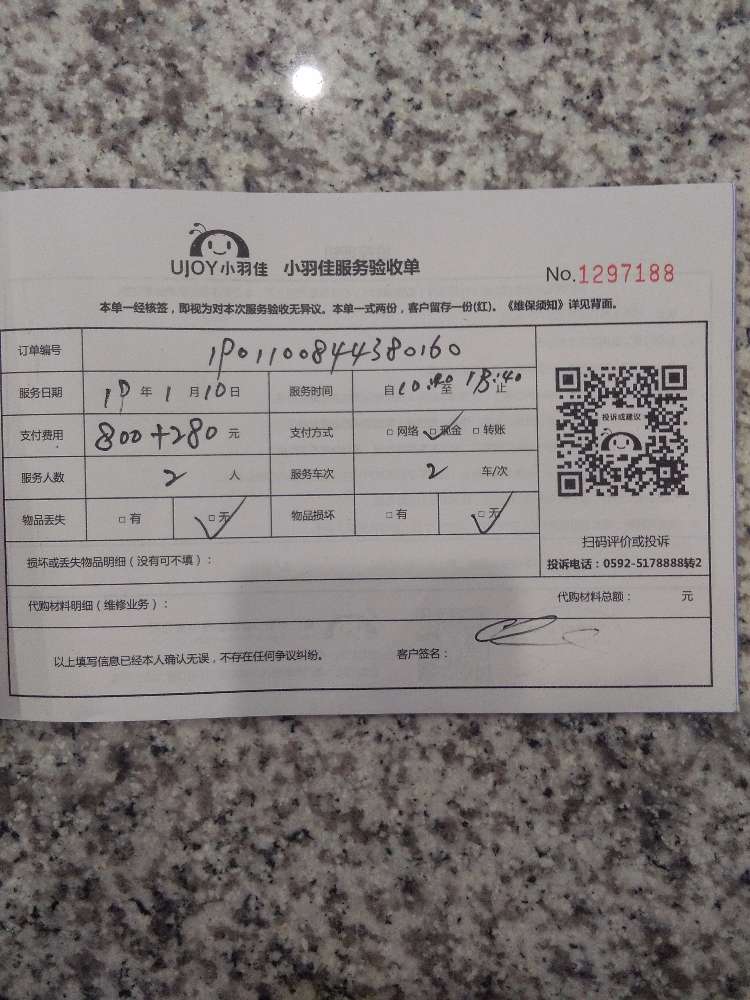 UJOY小羽佳 小羽佳服务验收单
No.1297188
本单一经核签，即视为对本次服务验收无异议。本单一式两份，客户留存一份(红)。《维保须知》详见背面。
订单编号 190110084438016​0
服务日期 19 年 1 月 10 日 服务时间 自 10:40 至 18:40 止
支付费用 800+280 元 支付方式 □网络 □现金 □转账
服务人数 2 人 服务车次 2 车/次
物品丢失 □有 □无 物品损坏 □有 □无
投诉或建议
扫码评价或投诉
投诉电话：0592-5178888转2
损坏或丢失物品明细（没有可不填）：
代购材料明细（维修业务）： 代购材料总额： 元
以上填写信息已经本人确认无误，不存在任何争议纠纷。 客户签名：